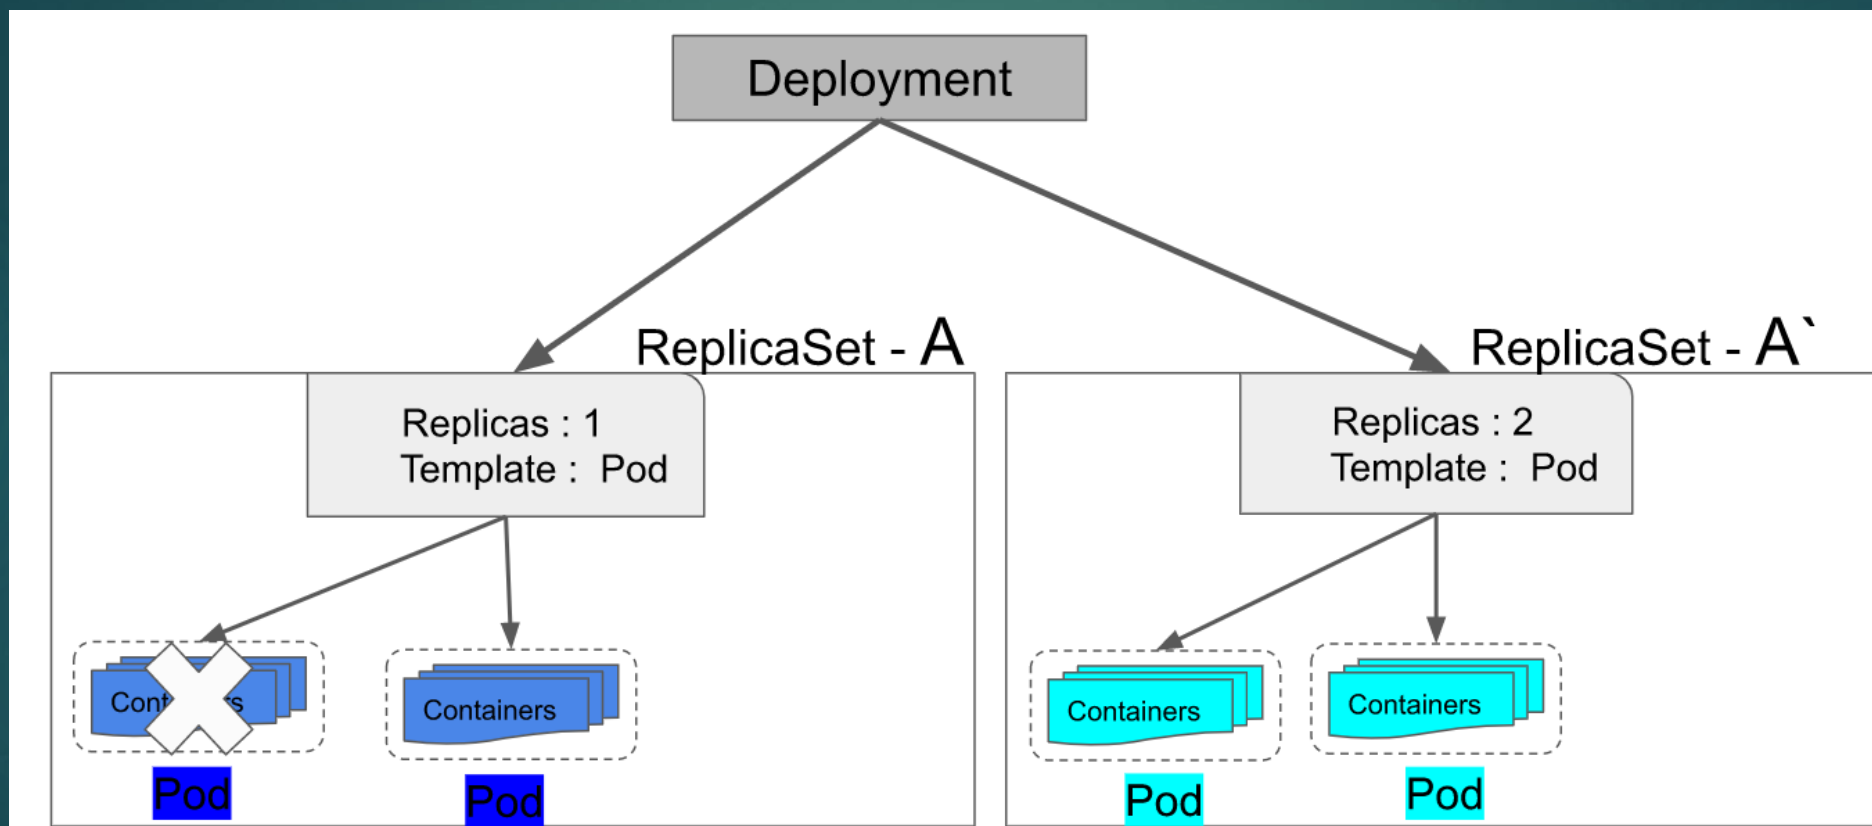 Deployment
ReplicaSet - A
ReplicaSet - A`
Replicas : 1
Template : Pod
Replicas : 2
Template : Pod
Containers
Containers
Containers
Pod
Pod
Pod
Pod